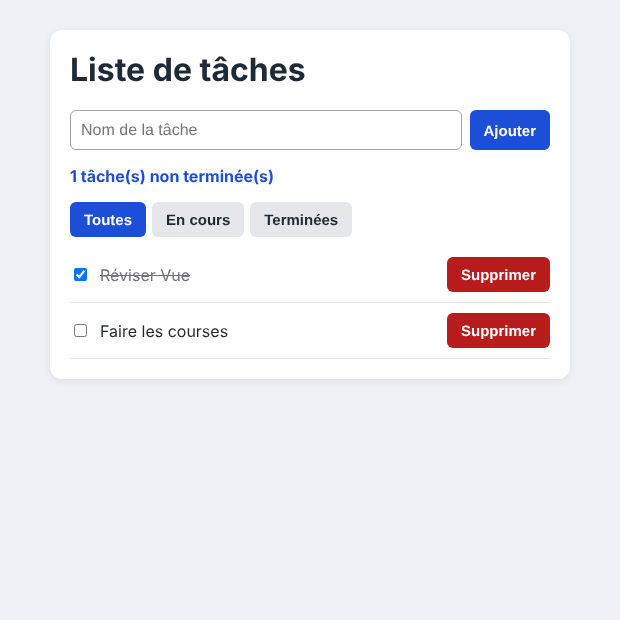 Liste de tâches
Nom de la tâche Ajouter
1 tâche(s) non terminée(s)
Toutes En cours Terminées
Réviser Vue Supprimer
Faire les courses Supprimer